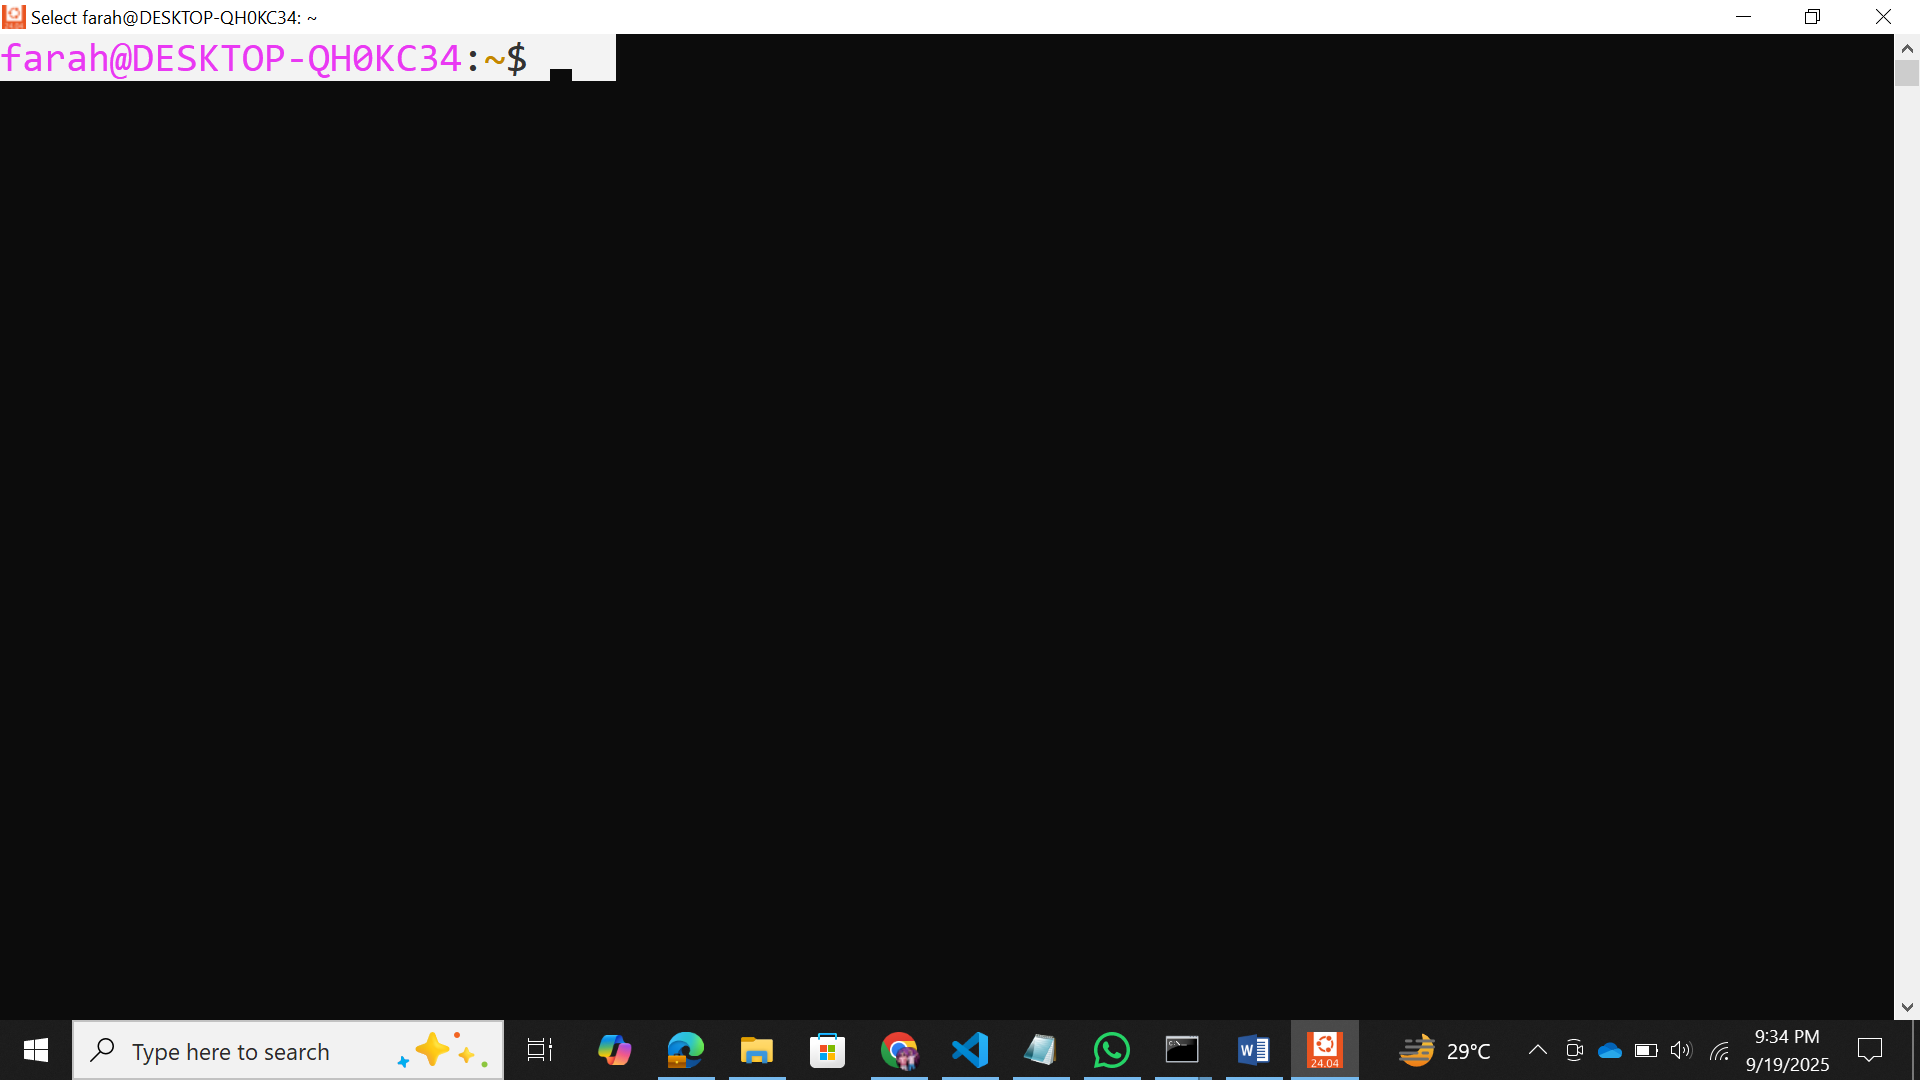 Select farah@DESKTOP-QH0KC34: ~
farah@DESKTOP-QH0KC34:~$
Type here to search
24.04
29°C
9:34 PM
9/19/2025